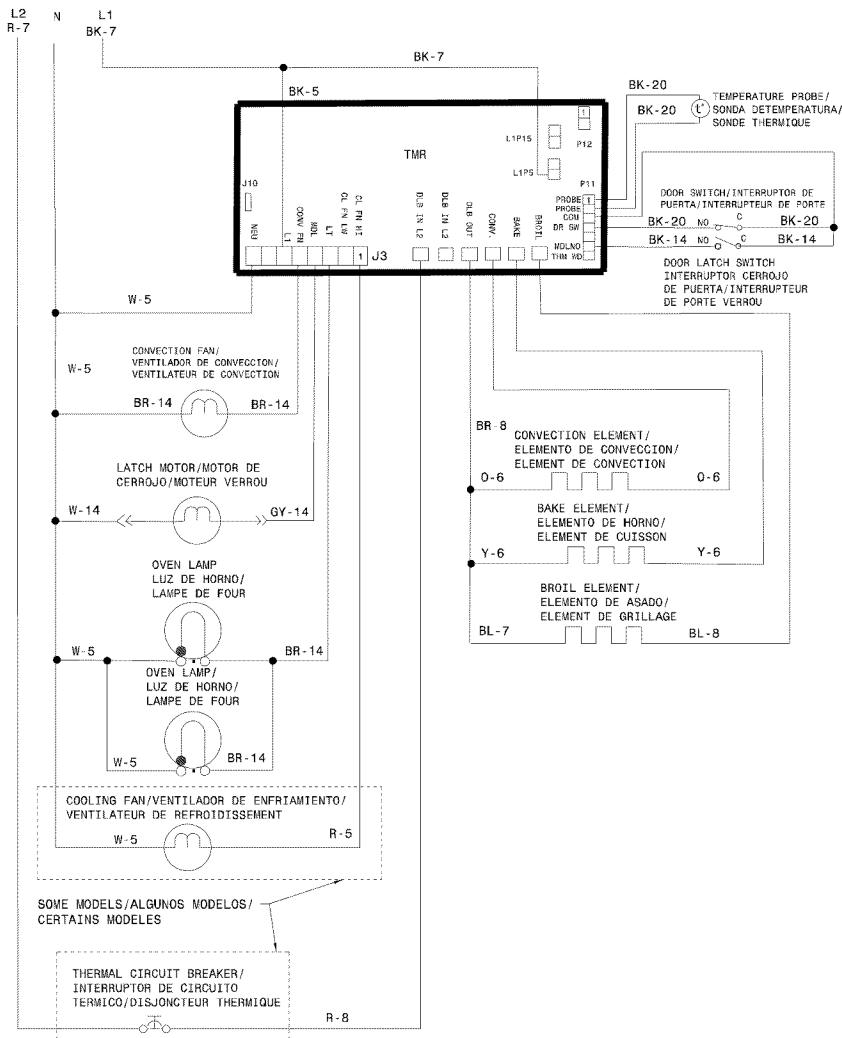 L2
R-7
N
L1
BK-7
BK-7
BK-5
BK-20
BK-20
t°
TEMPERATURE PROBE/
SONDA DETEMPERATURA/
SONDE THERMIQUE
TMR
L1P15
L1P5
1
P12
P11
J10
NEU
L1
CONV FN
MDL
LT
CL FN LW
CL FN HI
1
J3
DLB IN L2
DLB IN L2
DLB OUT
CONV.
BAKE
BROIL
PROBE
1
PROBE
COM
DR SW
MDLNO
THM WD
DOOR SWITCH/INTERRUPTOR DE
PUERTA/INTERRUPTEUR DE PORTE
BK-20
NO
C
BK-20
BK-14
NO
C
BK-14
DOOR LATCH SWITCH
INTERRUPTOR CERROJO
DE PUERTA/INTERRUPTEUR
DE PORTE VERROU
W-5
W-5
CONVECTION FAN/
VENTILADOR DE CONVECCION/
VENTILATEUR DE CONVECTION
BR-14
BR-14
LATCH MOTOR/MOTOR DE
CERROJO/MOTEUR VERROU
W-14
GY-14
OVEN LAMP
LUZ DE HORNO/
LAMPE DE FOUR
W-5
BR-14
OVEN LAMP/
LUZ DE HORNO/
LAMPE DE FOUR
W-5
BR-14
BR-8
CONVECTION ELEMENT/
ELEMENTO DE CONVECCION/
ELEMENT DE CONVECTION
O-6
O-6
BAKE ELEMENT/
ELEMENTO DE HORNO/
ELEMENT DE CUISSON
Y-6
Y-6
BROIL ELEMENT/
ELEMENTO DE ASADO/
ELEMENT DE GRILLAGE
BL-7
BL-8
COOLING FAN/VENTILADOR DE ENFRIAMIENTO/
VENTILATEUR DE REFROIDISSEMENT
W-5
R-5
SOME MODELS/ALGUNOS MODELOS/
CERTAINS MODELES
THERMAL CIRCUIT BREAKER/
INTERRUPTOR DE CIRCUITO
TERMICO/DISJONCTEUR THERMIQUE
R-8